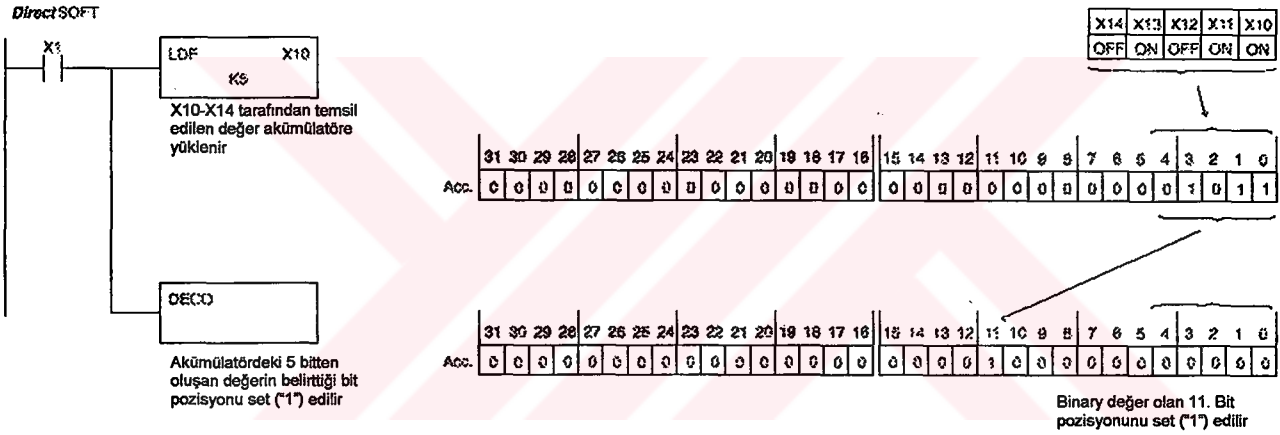 DirectSOFT
X14 X13 X12 X11 X10
OFF ON OFF ON ON
X1
LDF X10
K5
X10-X14 tarafından temsil
edilen değer akümülatöre
yüklenir
31 30 29 28 27 26 25 24 23 22 21 20 19 18 17 16 15 14 13 12 11 10 9 8 7 6 5 4 3 2 1 0
Acc. 0 0 0 0 0 0 0 0 0 0 0 0 0 0 0 0 0 0 0 0 0 0 0 0 0 0 0 0 1 0 1 1
DECO
31 30 29 28 27 26 25 24 23 22 21 20 19 18 17 16 15 14 13 12 11 10 9 8 7 6 5 4 3 2 1 0
Acc. 0 0 0 0 0 0 0 0 0 0 0 0 0 0 0 0 0 0 0 0 1 0 0 0 0 0 0 0 0 0 0 0
Akümülatördeki 5 bitten
oluşan değerin belirttiği bit
pozisyonu set ("1") edilir
Binary değer olan 11. Bit
pozisyonunu set ("1") edilir